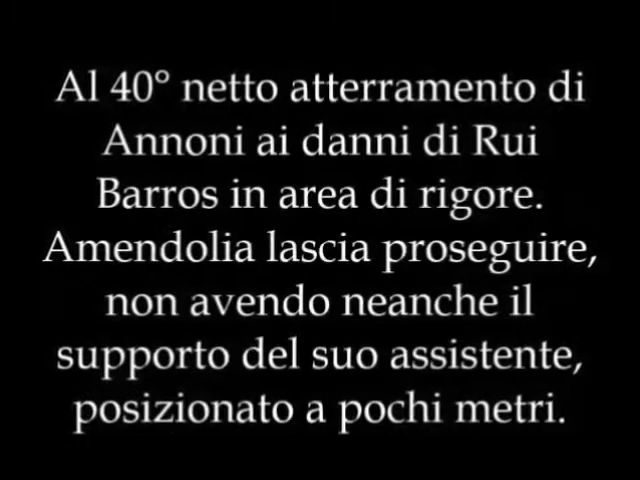 Al 40° netto atterramento di
Annoni ai danni di Rui
Barros in area di rigore.
Amendolia lascia proseguire,
non avendo neanche il
supporto del suo assistente,
posizionato a pochi metri.